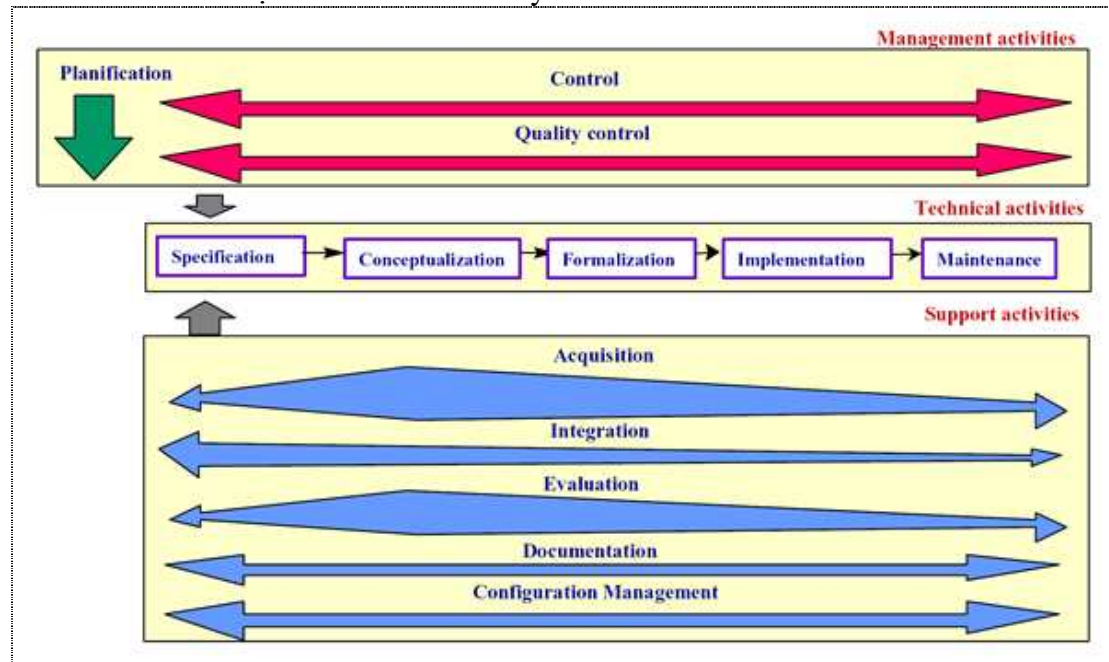 Management activities
Planification
Control
Quality control
Technical activities
Specification
Conceptualization
Formalization
Implementation
Maintenance
Support activities
Acquisition
Integration
Evaluation
Documentation
Configuration Management